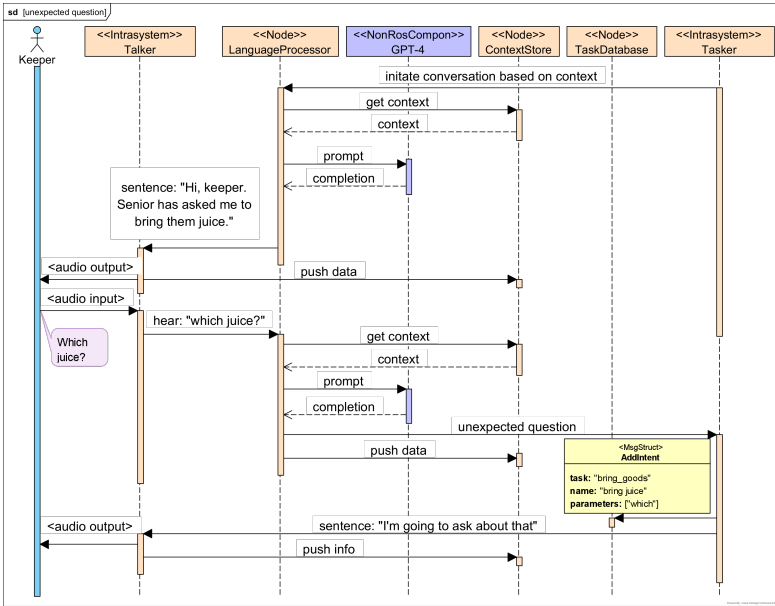 sd [unexpected question]
Keeper
<<Intrasystem>>
Talker
<<Node>>
LanguageProcessor
<<NonRosCompon>>
GPT-4
<<Node>>
ContextStore
<<Node>>
TaskDatabase
<<Intrasystem>>
Tasker
initate conversation based on context
get context
context
prompt
completion
sentence: "Hi, keeper.
Senior has asked me to
bring them juice."
<audio output>
push data
<audio input>
hear: "which juice?"
Which
juice?
get context
context
prompt
completion
unexpected question
push data
<MsgStruct>
AddIntent
task: "bring_goods"
name: "bring juice"
parameters: ["which"]
<audio output>
sentence: "I'm going to ask about that"
push info